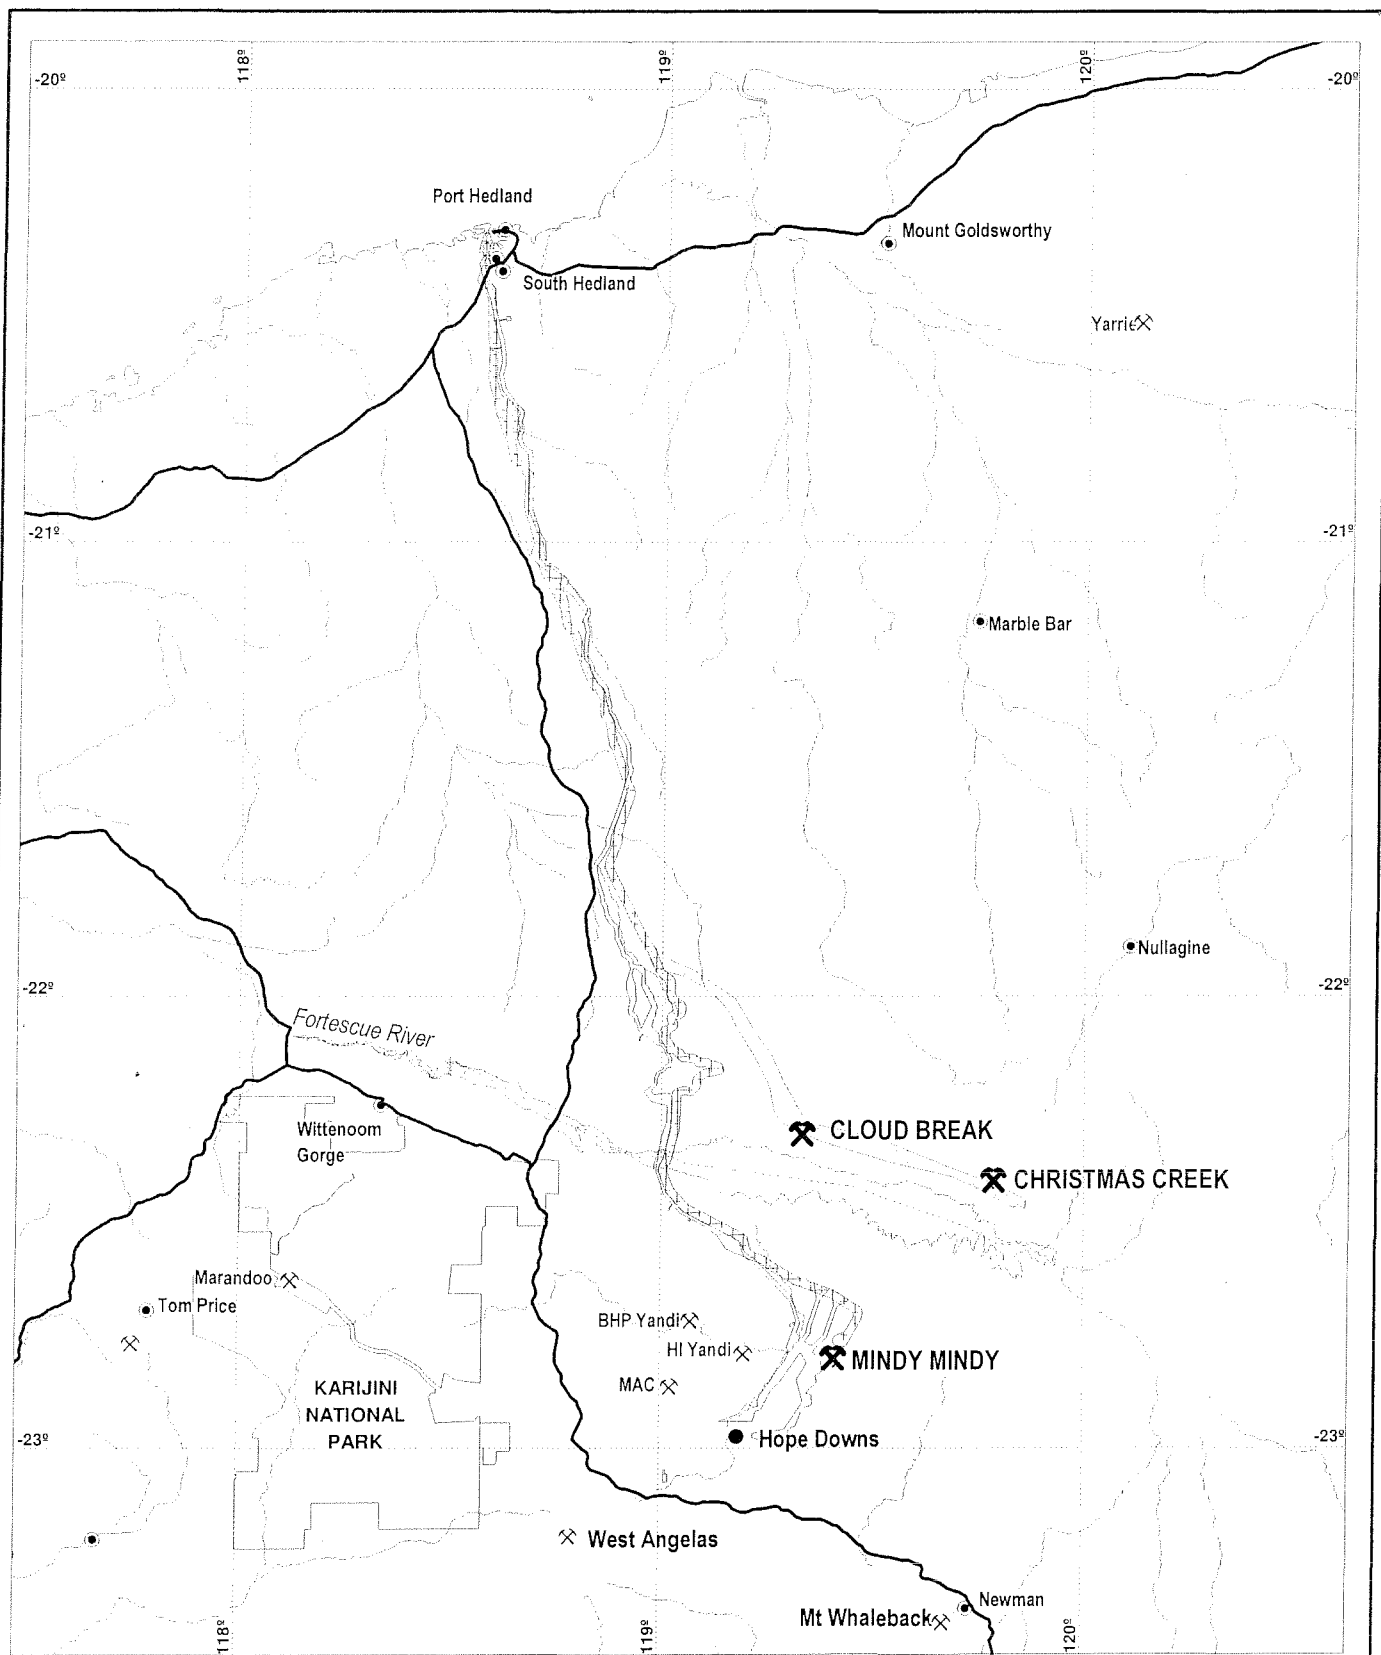 118º
119º
120º
-20º
-20º
Port Hedland
Mount Goldsworthy
South Hedland
Yarrie
-21º
-21º
Marble Bar
Nullagine
-22º
-22º
Fortescue River
CLOUD BREAK
Wittenoom
Gorge
CHRISTMAS CREEK
Marandoo
Tom Price
BHP Yandi
HI Yandi
MINDY MINDY
MAC
KARIJINI
NATIONAL
PARK
-23º
-23º
Hope Downs
West Angelas
Newman
Mt Whaleback
118º
119º
120º